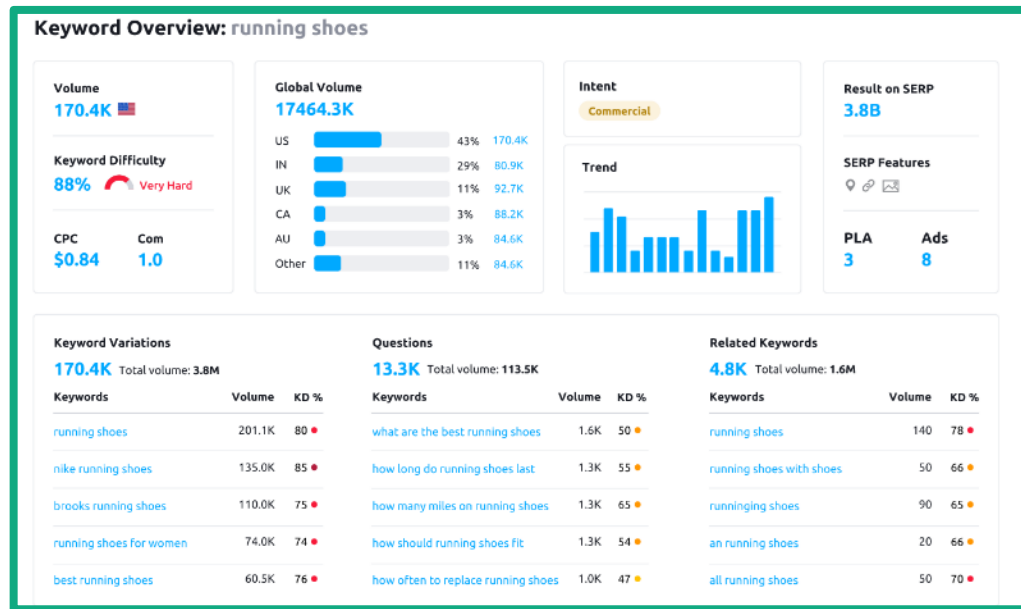 Keyword Overview: running shoes
Volume
170.4K
Keyword Difficulty
88% Very Hard
CPC Com
$0.84 1.0
Global Volume
17464.3K
US 43% 170.4K
IN 29% 80.9K
UK 11% 92.7K
CA 3% 88.2K
AU 3% 84.6K
Other 11% 84.6K
Intent
Commercial
Trend
Result on SERP
3.8B
SERP Features
PLA Ads
3 8
Keyword Variations
170.4K Total volume: 3.8M
Keywords Volume KD %
running shoes 201.1K 80
nike running shoes 135.0K 85
brooks running shoes 110.0K 75
running shoes for women 74.0K 74
best running shoes 60.5K 76
Questions
13.3K Total volume: 113.5K
Keywords Volume KD %
what are the best running shoes 1.6K 50
how long do running shoes last 1.3K 55
how many miles on running shoes 1.3K 65
how should running shoes fit 1.3K 54
how often to replace running shoes 1.0K 47
Related Keywords
4.8K Total volume: 1.6M
Keywords Volume KD %
running shoes 140 78
running shoes with shoes 50 66
runninging shoes 90 65
an running shoes 20 66
all running shoes 50 70